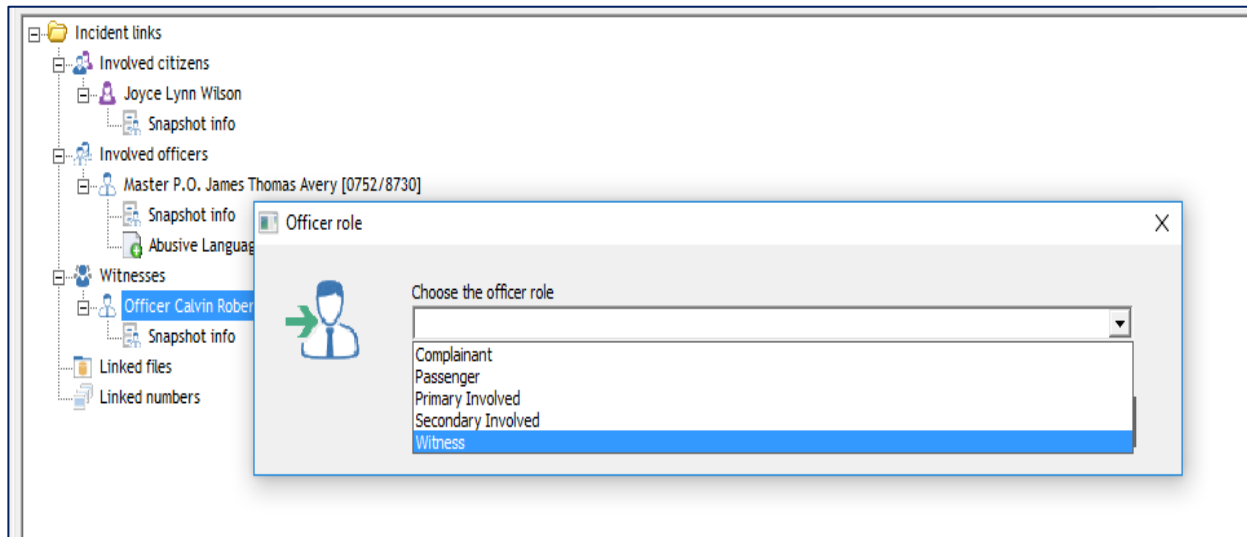 Incident links
Involved citizens
Joyce Lynn Wilson
Snapshot info
Involved officers
Master P.O. James Thomas Avery [0752/8730]
Snapshot info
Abusive Languag
Witnesses
Officer Calvin Rober
Snapshot info
Linked files
Linked numbers
Officer role
X
Choose the officer role
Complainant
Passenger
Primary Involved
Secondary Involved
Witness